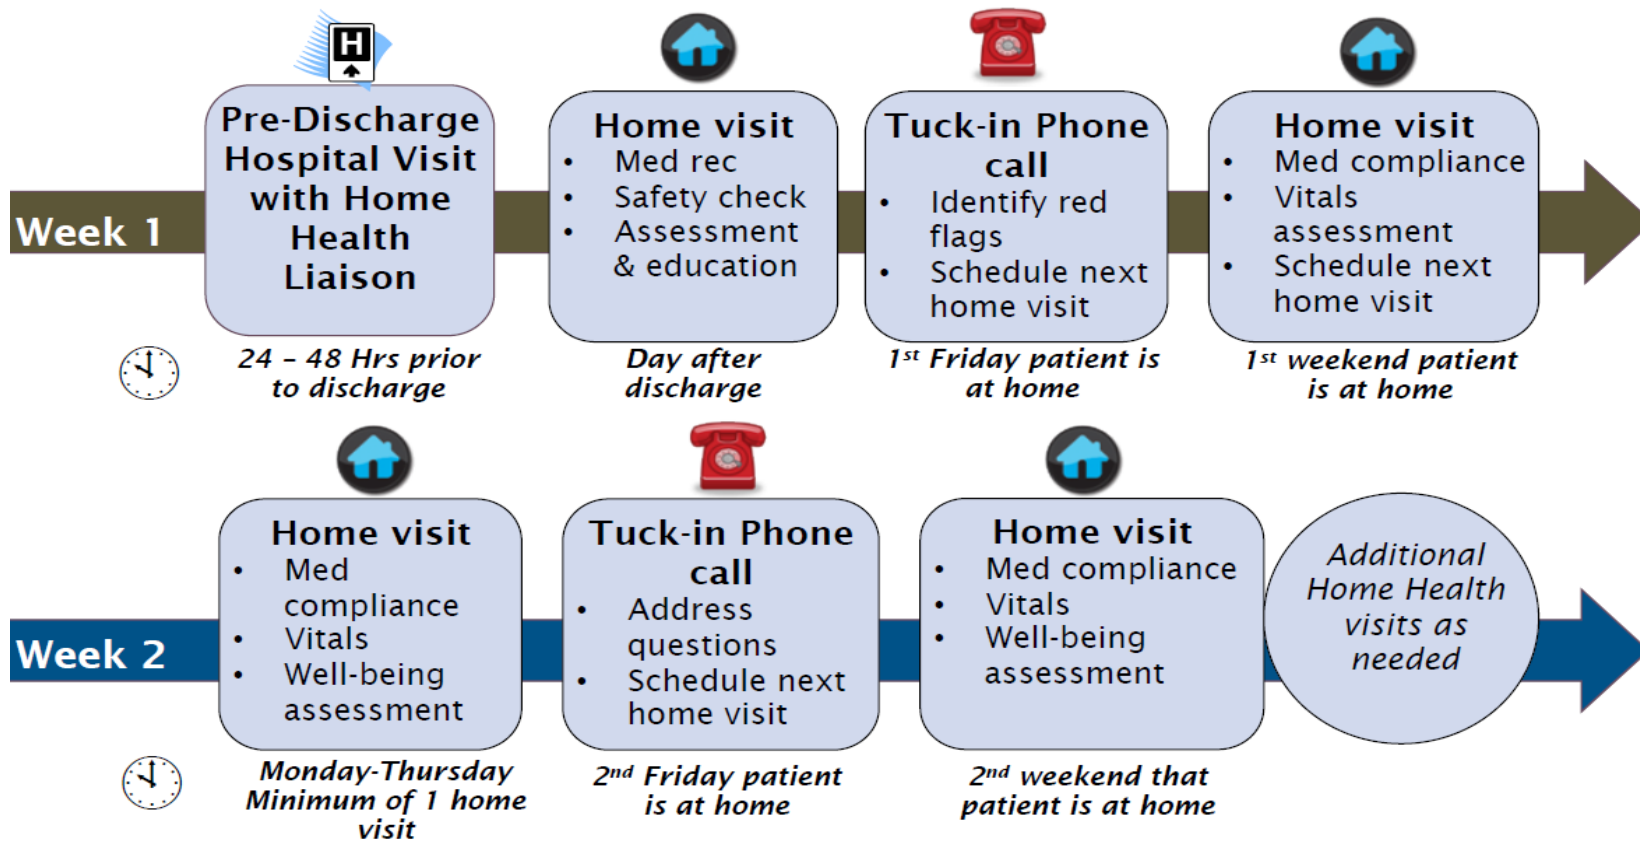 H
Week 1
Pre-Discharge
Hospital Visit
with Home
Health
Liaison
24 – 48 Hrs prior
to discharge
Home visit
• Med rec
• Safety check
• Assessment
& education
Day after
discharge
Tuck-in Phone
call
• Identify red
flags
• Schedule next
home visit
1st Friday patient is
at home
Home visit
• Med compliance
• Vitals
assessment
• Schedule next
home visit
1st weekend patient
is at home
Week 2
Home visit
• Med
compliance
• Vitals
• Well-being
assessment
Monday-Thursday
Minimum of 1 home
visit
Tuck-in Phone
call
• Address
questions
• Schedule next
home visit
2nd Friday patient
is at home
Home visit
• Med compliance
• Vitals
• Well-being
assessment
2nd weekend that
patient is at home
Additional
Home Health
visits as
needed